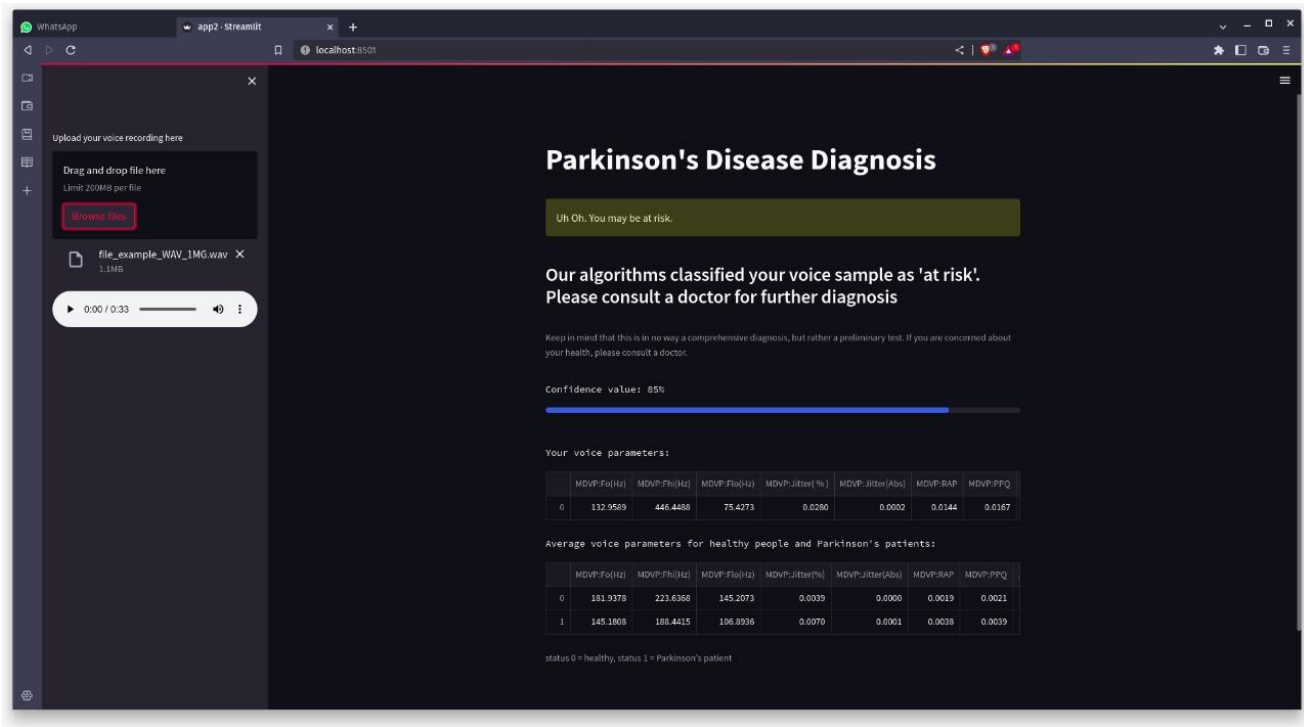 WhatsApp
app2 · Streamlit
localhost:8501
Upload your voice recording here
Drag and drop file here
Limit 200MB per file
Browse files
file_example_WAV_1MG.wav
1.1MB
0:00 / 0:33
Parkinson's Disease Diagnosis
Uh Oh. You may be at risk.
Our algorithms classified your voice sample as 'at risk'.
Please consult a doctor for further diagnosis
Keep in mind that this is in no way a comprehensive diagnosis, but rather a preliminary test. If you are concerned about
your health, please consult a doctor.
Confidence value: 85%
Your voice parameters:
MDVP:Fo(Hz) MDVP:Fhi(Hz) MDVP:Flo(Hz) MDVP:Jitter( % ) MDVP:Jitter(Abs) MDVP:RAP MDVP:PPQ
0 132.9589 446.4488 75.4273 0.0280 0.0002 0.0144 0.0167
Average voice parameters for healthy people and Parkinson's patients:
MDVP:Fo(Hz) MDVP:Fhi(Hz) MDVP:Flo(Hz) MDVP:Jitter(%) MDVP:Jitter(Abs) MDVP:RAP MDVP:PPQ
0 181.9378 223.6368 145.2073 0.0039 0.0000 0.0019 0.0021
1 145.1808 188.4415 106.8936 0.0070 0.0001 0.0038 0.0039
status 0 = healthy, status 1 = Parkinson's patient